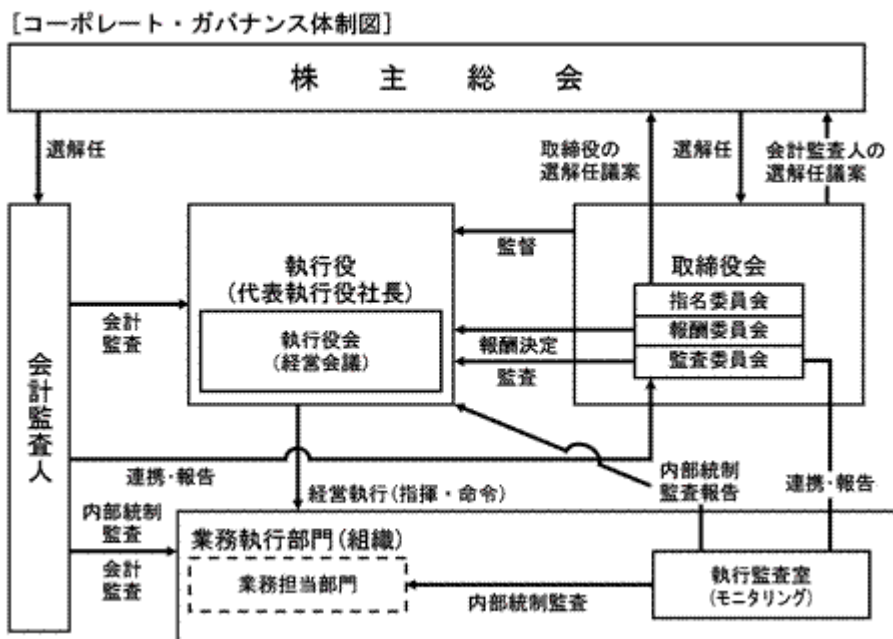 [コーポレート・ガバナンス体制図]
株主総会
選解任
取締役の
選解任議案
選解任
会計監査人の
選解任議案
監督
取締役会
執行役
(代表執行役社長)
指名委員会
報酬委員会
監査委員会
会計
監査
執行役会
(経営会議)
報酬決定
監査
会計監査人
連携・報告
内部統制
監査報告
連携・報告
経営執行(指揮・命令)
内部統制
監査
会計
監査
業務執行部門(組織)
業務担当部門
内部統制監査
執行監査室
(モニタリング)